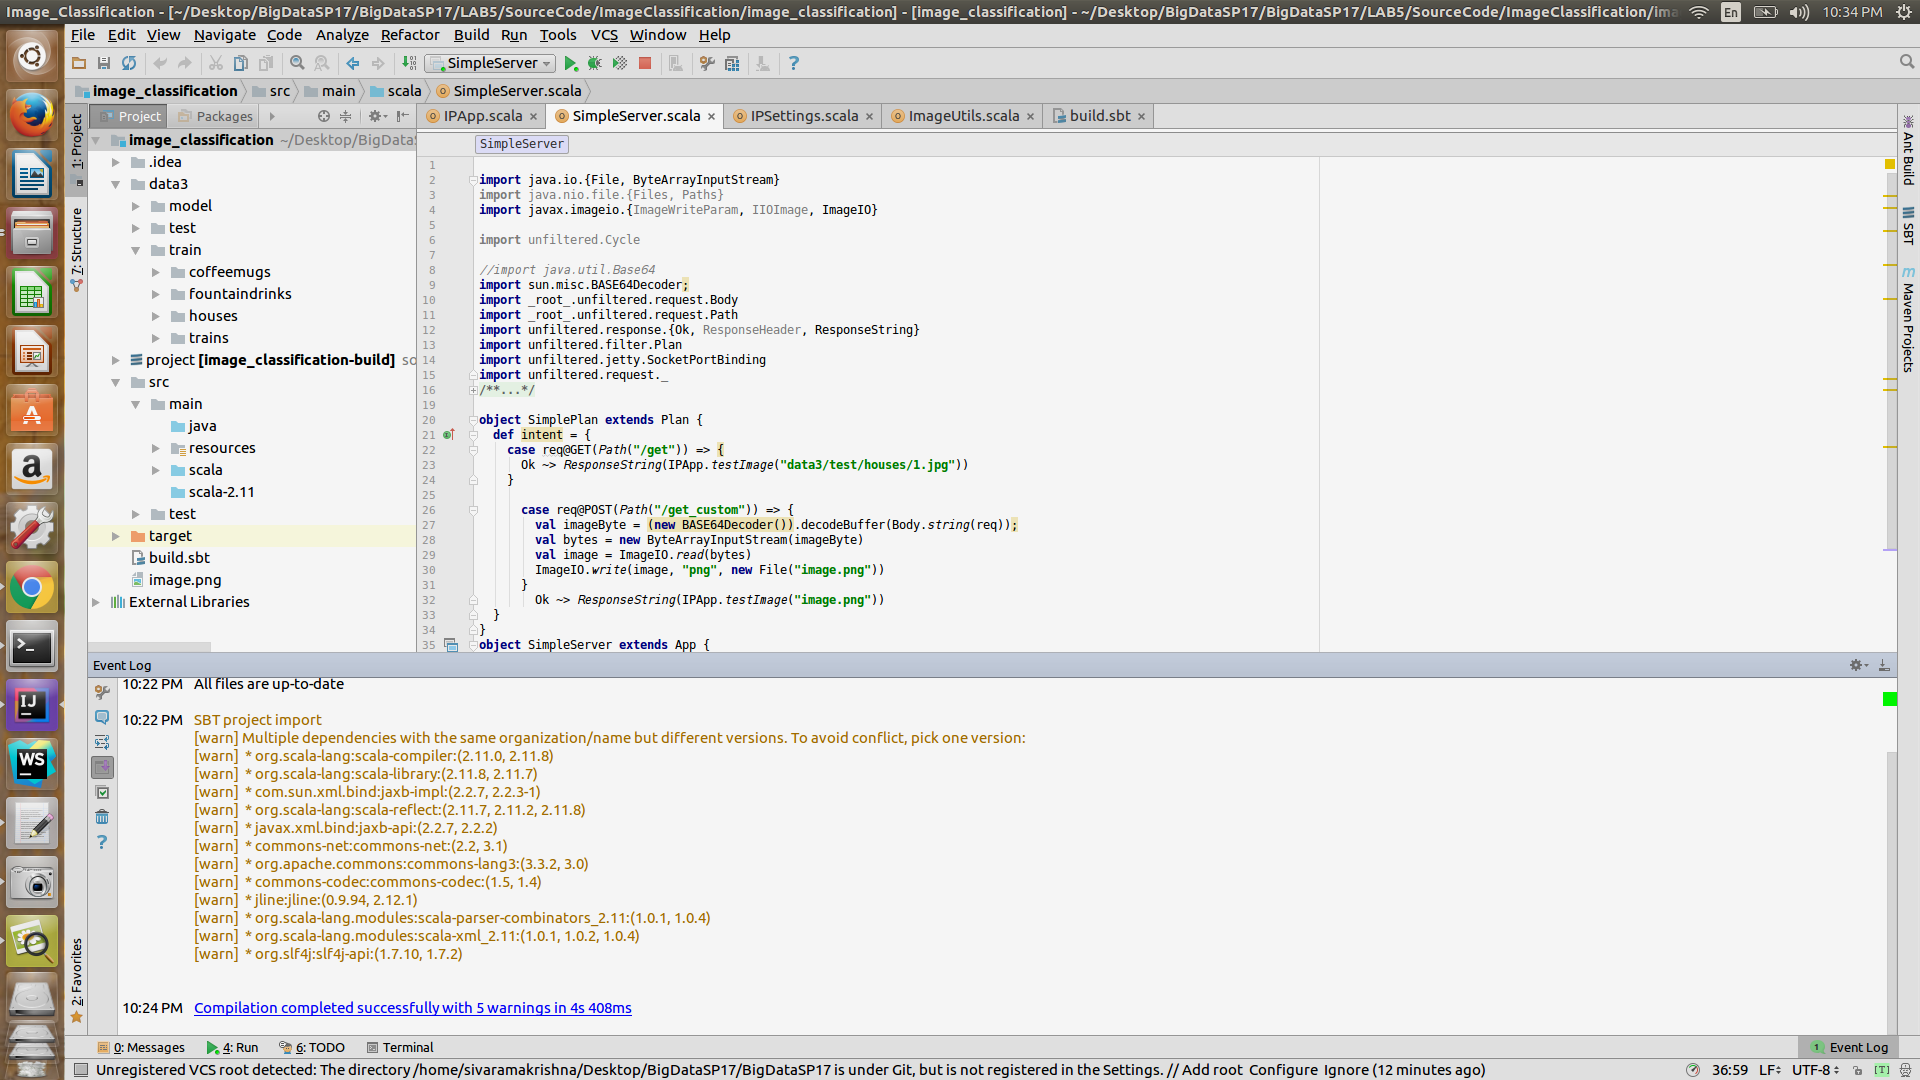 Image_Classification - [~/Desktop/BigDataSP17/BigDataSP17/LAB5/SourceCode/ImageClassification/image_classification] - [image_classification] - ~/Desktop/BigDataSP17/BigDataSP17/LAB5/SourceCode/ImageClassification/ima
En
10:34 PM
File Edit View Navigate Code Analyze Refactor Build Run Tools VCS Window Help
SimpleServer
image_classification src main scala SimpleServer.scala
Project Packages
IPApp.scala SimpleServer.scala IPSettings.scala ImageUtils.scala build.sbt
SimpleServer
1: Project
7: Structure
2: Favorites
image_classification ~/Desktop/BigDataS
.idea
data3
model
test
train
coffeemugs
fountaindrinks
houses
trains
project [image_classification-build] so
src
main
java
resources
scala
scala-2.11
test
target
build.sbt
image.png
External Libraries
1
2 import java.io.{File, ByteArrayInputStream}
3 import java.nio.file.{Files, Paths}
4 import javax.imageio.{ImageWriteParam, IIOImage, ImageIO}
5
6 import unfiltered.Cycle
7
8 //import java.util.Base64
9 import sun.misc.BASE64Decoder;
10 import _root_.unfiltered.request.Body
11 import _root_.unfiltered.request.Path
12 import unfiltered.response.{Ok, ResponseHeader, ResponseString}
13 import unfiltered.filter.Plan
14 import unfiltered.jetty.SocketPortBinding
15 import unfiltered.request._
16 /**...*/
19
20 object SimplePlan extends Plan {
21 def intent = {
22 case req@GET(Path("/get")) => {
23 Ok ~> ResponseString(IPApp.testImage("data3/test/houses/1.jpg"))
24 }
25
26 case req@POST(Path("/get_custom")) => {
27 val imageByte = (new BASE64Decoder()).decodeBuffer(Body.string(req));
28 val bytes = new ByteArrayInputStream(imageByte)
29 val image = ImageIO.read(bytes)
30 ImageIO.write(image, "png", new File("image.png"))
31 }
32 Ok ~> ResponseString(IPApp.testImage("image.png"))
33 }
34 }
35 object SimpleServer extends App {
Ant Build
SBT
m Maven Projects
Event Log
10:22 PM All files are up-to-date
10:22 PM SBT project import
[warn] Multiple dependencies with the same organization/name but different versions. To avoid conflict, pick one version:
[warn] * org.scala-lang:scala-compiler:(2.11.0, 2.11.8)
[warn] * org.scala-lang:scala-library:(2.11.8, 2.11.7)
[warn] * com.sun.xml.bind:jaxb-impl:(2.2.7, 2.2.3-1)
[warn] * org.scala-lang:scala-reflect:(2.11.7, 2.11.2, 2.11.8)
[warn] * javax.xml.bind:jaxb-api:(2.2.7, 2.2.2)
[warn] * commons-net:commons-net:(2.2, 3.1)
[warn] * org.apache.commons:commons-lang3:(3.3.2, 3.0)
[warn] * commons-codec:commons-codec:(1.5, 1.4)
[warn] * jline:jline:(0.9.94, 2.12.1)
[warn] * org.scala-lang.modules:scala-parser-combinators_2.11:(1.0.1, 1.0.4)
[warn] * org.scala-lang.modules:scala-xml_2.11:(1.0.1, 1.0.2, 1.0.4)
[warn] * org.slf4j:slf4j-api:(1.7.10, 1.7.2)
10:24 PM Compilation completed successfully with 5 warnings in 4s 408ms
0: Messages 4: Run 6: TODO Terminal
1 Event Log
Unregistered VCS root detected: The directory /home/sivaramakrishna/Desktop/BigDataSP17/BigDataSP17 is under Git, but is not registered in the Settings. // Add root Configure Ignore (12 minutes ago)
36:59 LF UTF-8 [T]
IJ
WS